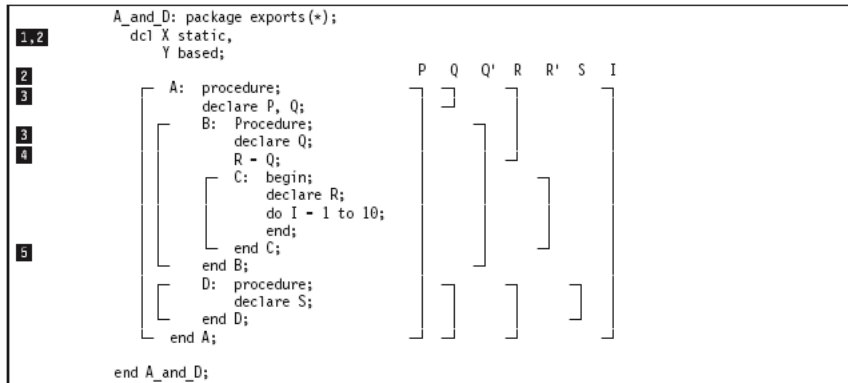 A_and_D: package exports(*);
1,2 dcl X static,
Y based;
P Q Q' R R' S I
2
A: procedure;
3 declare P, Q;
B: Procedure;
3 declare Q;
4 R = Q;
C: begin;
declare R;
do I = 1 to 10;
end;
5 end C;
end B;
D: procedure;
declare S;
end D;
end A;
end A_and_D;